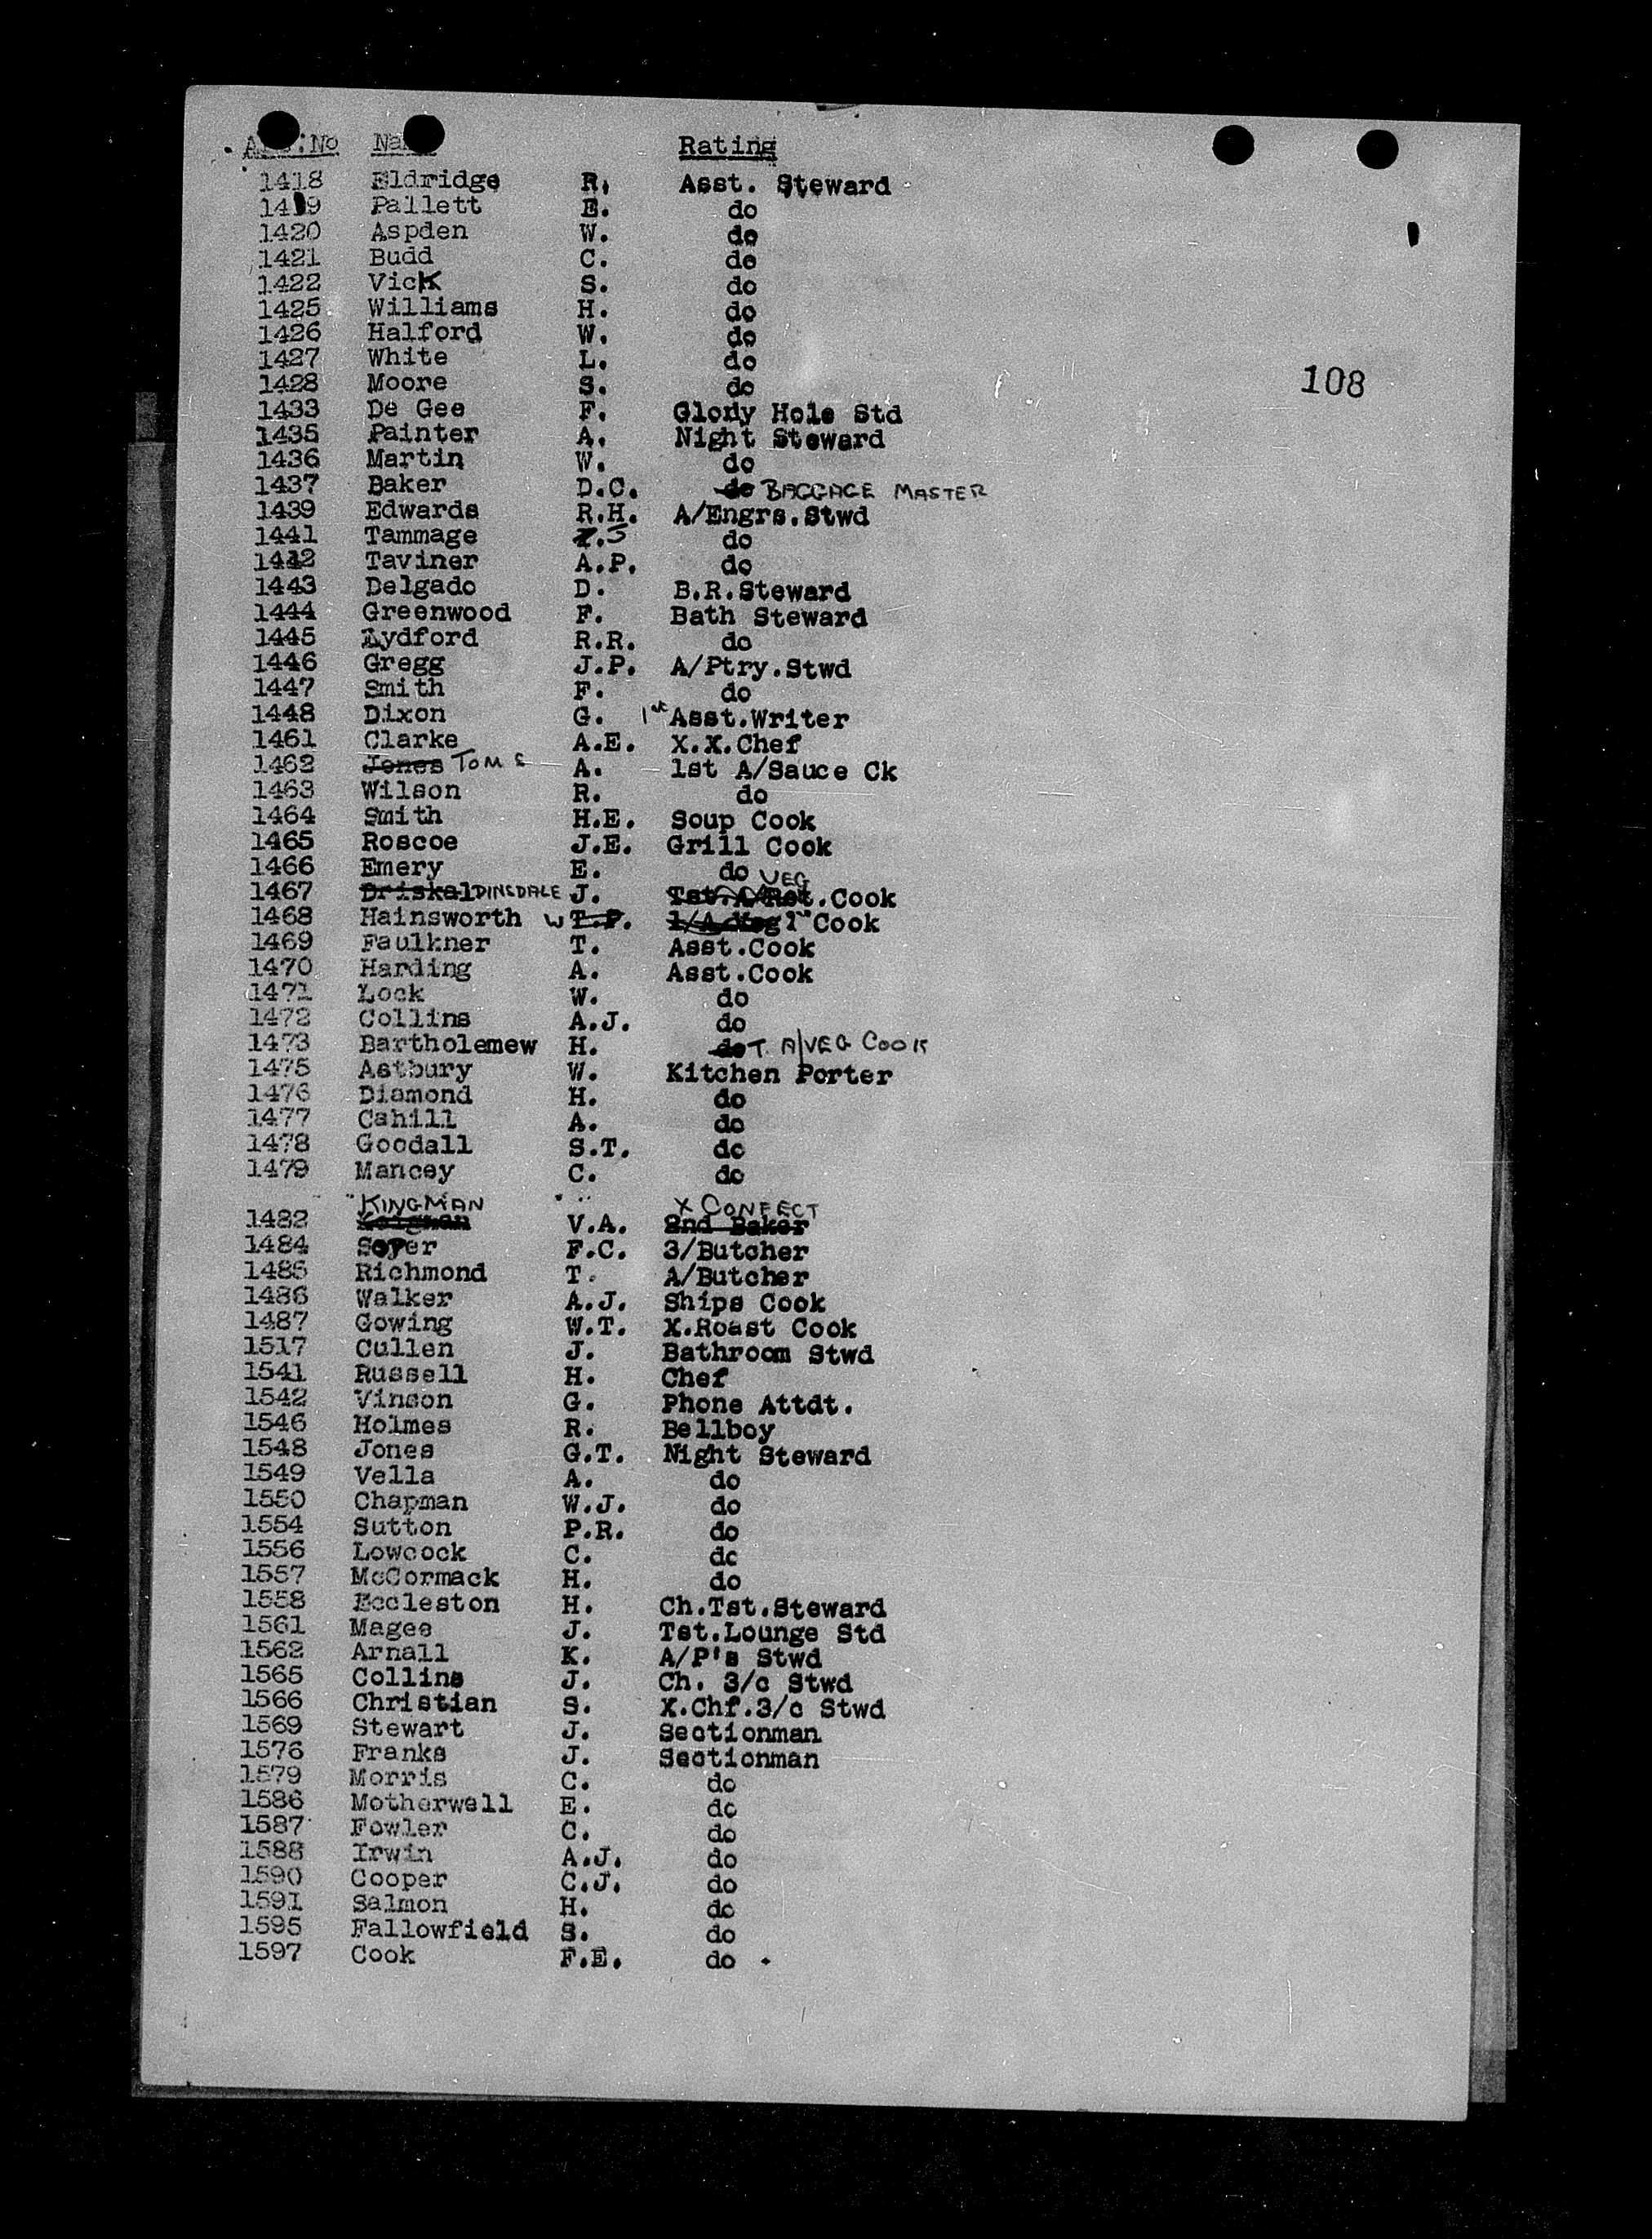 :No Rating
1418 Eldridge R. Asst. Steward
1419 Pallett E. do
1420 Aspden W. do
1421 Budd C. do
1422 Vick S. do
1425 Williams H. do
1426 Halford W. do
1427 White L. do
108
1428 Moore S. do
1433 De Gee F. Glory Hole Std
1435 Painter A. Night Steward
1436 Martin W. do
1437 Baker D.C. do BAGGAGE MASTER
1439 Edwards R.H. A/Engrs.Stwd
1441 Tammage do
1442 Taviner A.P. do
1443 Delgado D. B.R.Steward
1444 Greenwood F. Bath Steward
1445 Lydford R.R. do
1446 Gregg J.P. A/Ptry.Stwd
1447 Smith F. do
1448 Dixon G. 1st Asst.Writer
1461 Clarke A.E. X.X.Chef
1462 Jones TOMS A. 1st A/Sauce Ck
1463 Wilson R. do
1464 Smith H.E. Soup Cook
1465 Roscoe J.E. Grill Cook
1466 Emery E. do
VEG
1467 Driskal DINSDALE J. Cook
1468 Hainsworth W T.P. Cook
1469 Faulkner T. Asst.Cook
1470 Harding A. Asst.Cook
1471 Lock W. do
1472 Collins A.J. do
1473 Bartholemew H. do T. A/VEG COOK
1475 Astbury W. Kitchen Porter
1476 Diamond H. do
1477 Cahill A. do
1478 Goodall S.T. do
1479 Mancey C. do
KINGMAN X CONFECT
1482 V.A. 2nd Baker
1484 Soper F.C. 3/Butcher
1485 Richmond T. A/Butcher
1486 Walker A.J. Ships Cook
1487 Gowing W.T. X.Roast Cook
1517 Cullen J. Bathroom Stwd
1541 Russell H. Chef
1542 Vinson G. Phone Attdt.
1546 Holmes R. Bellboy
1548 Jones G.T. Night Steward
1549 Vella A. do
1550 Chapman W.J. do
1554 Sutton P.R. do
1556 Lowcock C. do
1557 McCormack H. do
1558 Eccleston H. Ch.Tst.Steward
1561 Magee J. Tst.Lounge Std
1562 Arnall K. A/P's Stwd
1565 Collins J. Ch. 3/c Stwd
1566 Christian S. X.Chf.3/c Stwd
1569 Stewart J. Sectionman
1576 Franks J. Sectionman
1579 Morris C. do
1586 Motherwell E. do
1587 Fowler C. do
1588 Irwin A.J. do
1590 Cooper C.J. do
1591 Salmon H. do
1595 Fallowfield S. do
1597 Cook F.E. do